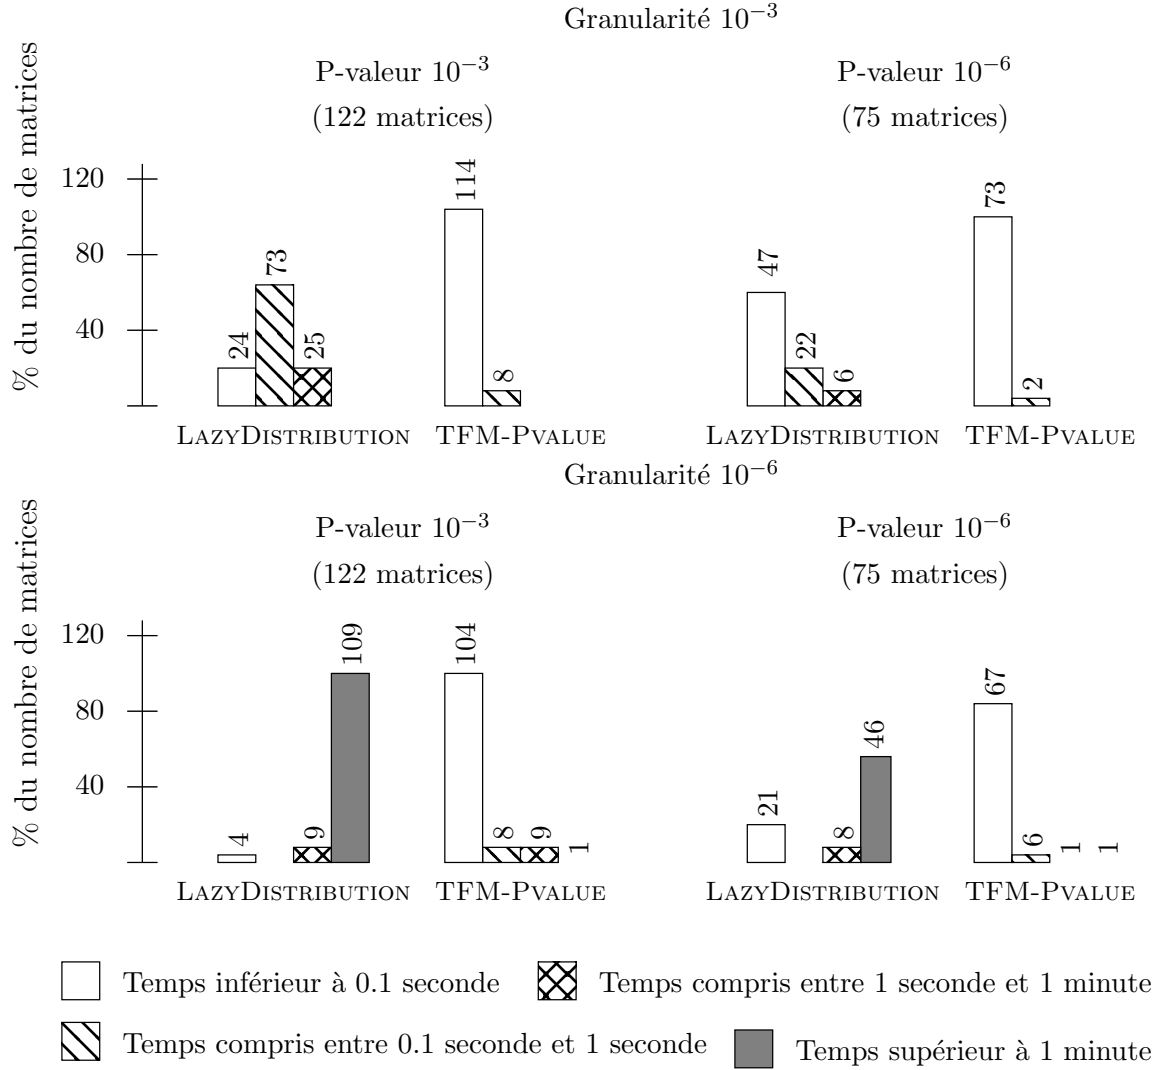 Granularité 10⁻³
P-valeur 10⁻³
(122 matrices)
P-valeur 10⁻⁶
(75 matrices)
% du nombre de matrices
120
80
40
24
73
25
114
8
47
22
6
73
2
LAZYDISTRIBUTION TFM-PVALUE
LAZYDISTRIBUTION TFM-PVALUE
Granularité 10⁻⁶
P-valeur 10⁻³
(122 matrices)
P-valeur 10⁻⁶
(75 matrices)
% du nombre de matrices
120
80
40
4
9
109
104
8
9
1
21
8
46
67
6
1
1
LAZYDISTRIBUTION TFM-PVALUE
LAZYDISTRIBUTION TFM-PVALUE
Temps inférieur à 0.1 seconde
Temps compris entre 1 seconde et 1 minute
Temps compris entre 0.1 seconde et 1 seconde
Temps supérieur à 1 minute